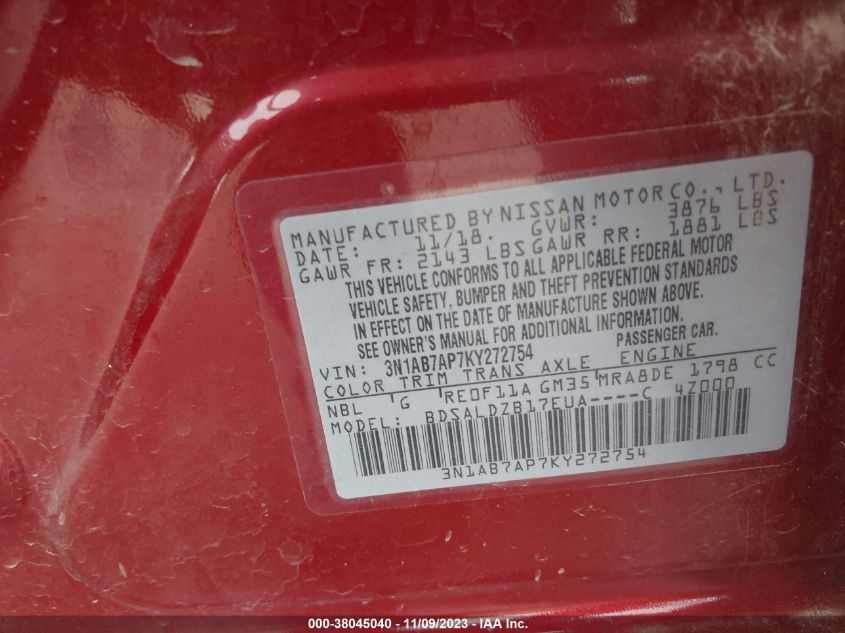 MANUFACTURED BY NISSAN MOTOR CO., LTD.
DATE: 11/18. GVWR: 3876 LBS
GAWR FR: 2143 LBS GAWR RR: 1881 LBS
THIS VEHICLE CONFORMS TO ALL APPLICABLE FEDERAL MOTOR
VEHICLE SAFETY, BUMPER AND THEFT PREVENTION STANDARDS
IN EFFECT ON THE DATE OF MANUFACTURE SHOWN ABOVE.
SEE OWNER'S MANUAL FOR ADDITIONAL INFORMATION.
VIN: 3N1AB7AP7KY272754 PASSENGER CAR.
COLOR TRIM TRANS AXLE ENGINE
NBL G RE0F11A GM35 MRA8DE 1798 CC
MODEL: BDSALDZB17EUA----C 42000
3N1AB7AP7KY272754
000-38045040 - 11/09/2023 - IAA Inc.